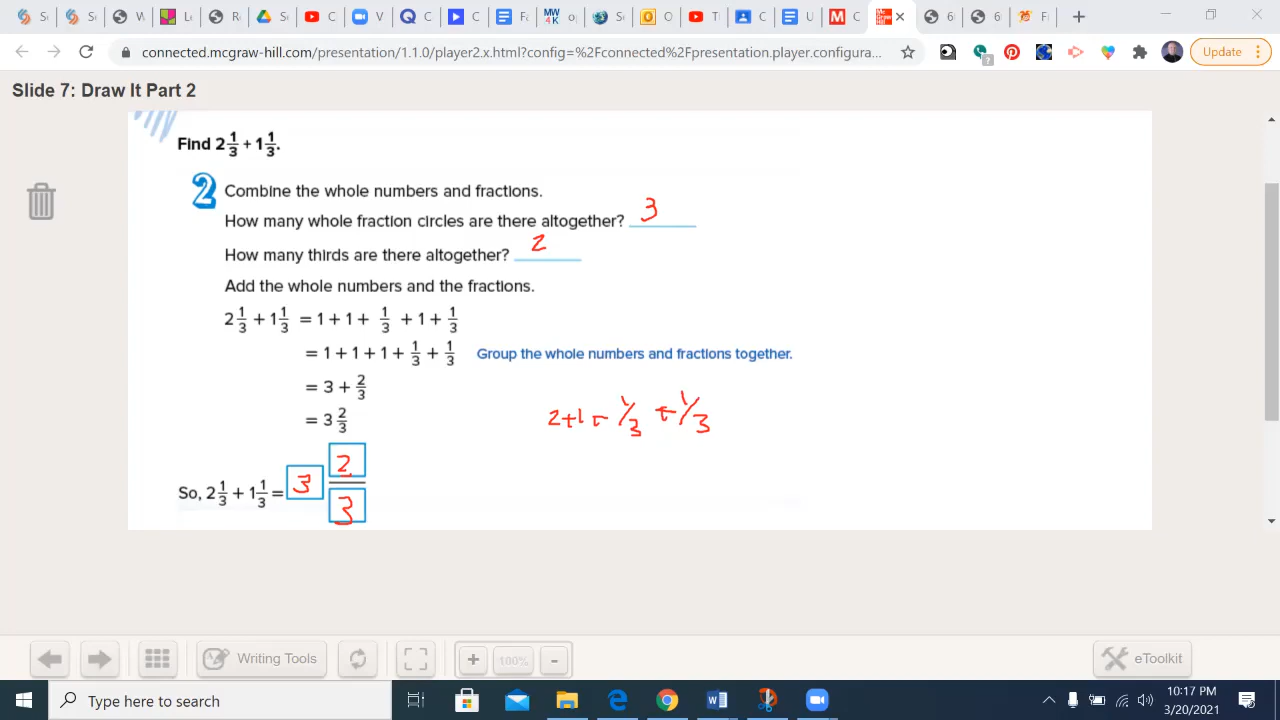 S W R C S C U C V Q C C Fo MW 4K o S O O T C U M C 6 6 F
connected.mcgraw-hill.com/presentation/1.1.0/player2.x.html?config=%2Fconnected%2Fpresentation.player.configura...
Update
Slide 7: Draw It Part 2
Find 2 1/3 + 1 1/3.
2 Combine the whole numbers and fractions.
How many whole fraction circles are there altogether? 3
How many thirds are there altogether? 2
Add the whole numbers and the fractions.
2 1/3 + 1 1/3 = 1 + 1 + 1/3 + 1 + 1/3
= 1 + 1 + 1 + 1/3 + 1/3 Group the whole numbers and fractions together.
= 3 + 2/3
= 3 2/3
2+1 + 1/3 + 1/3
So, 2 1/3 + 1 1/3 = 3 2/3
Writing Tools
100%
eToolkit
Type here to search
10:17 PM
3/20/2021